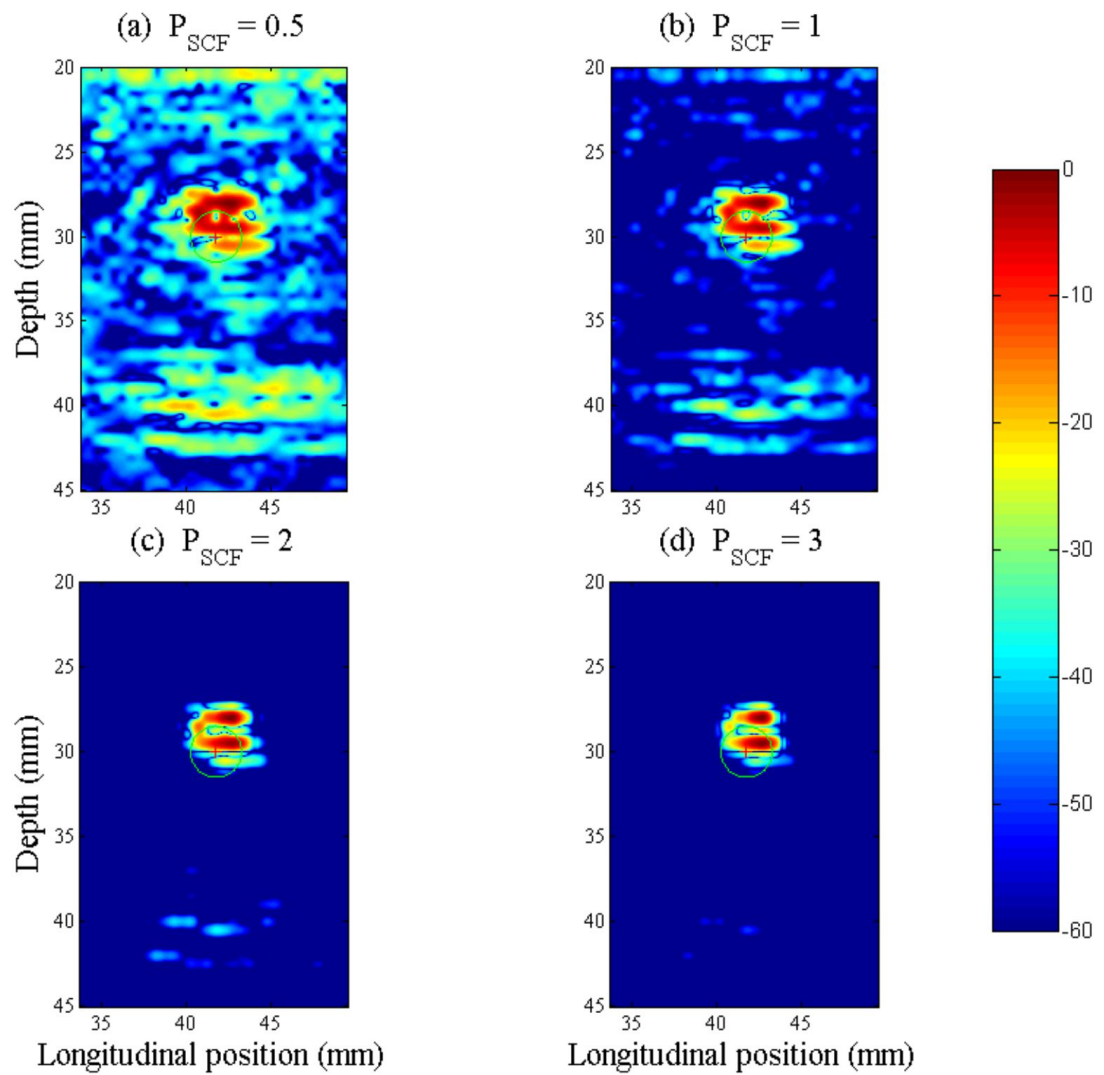 (a) P_SCF = 0.5
(b) P_SCF = 1
20
25
30
35
40
45
Depth (mm)
35 40 45
20
25
30
35
40
45
35 40 45
(c) P_SCF = 2
(d) P_SCF = 3
20
25
30
35
40
45
Depth (mm)
35 40 45
Longitudinal position (mm)
20
25
30
35
40
45
35 40 45
Longitudinal position (mm)
0
-10
-20
-30
-40
-50
-60